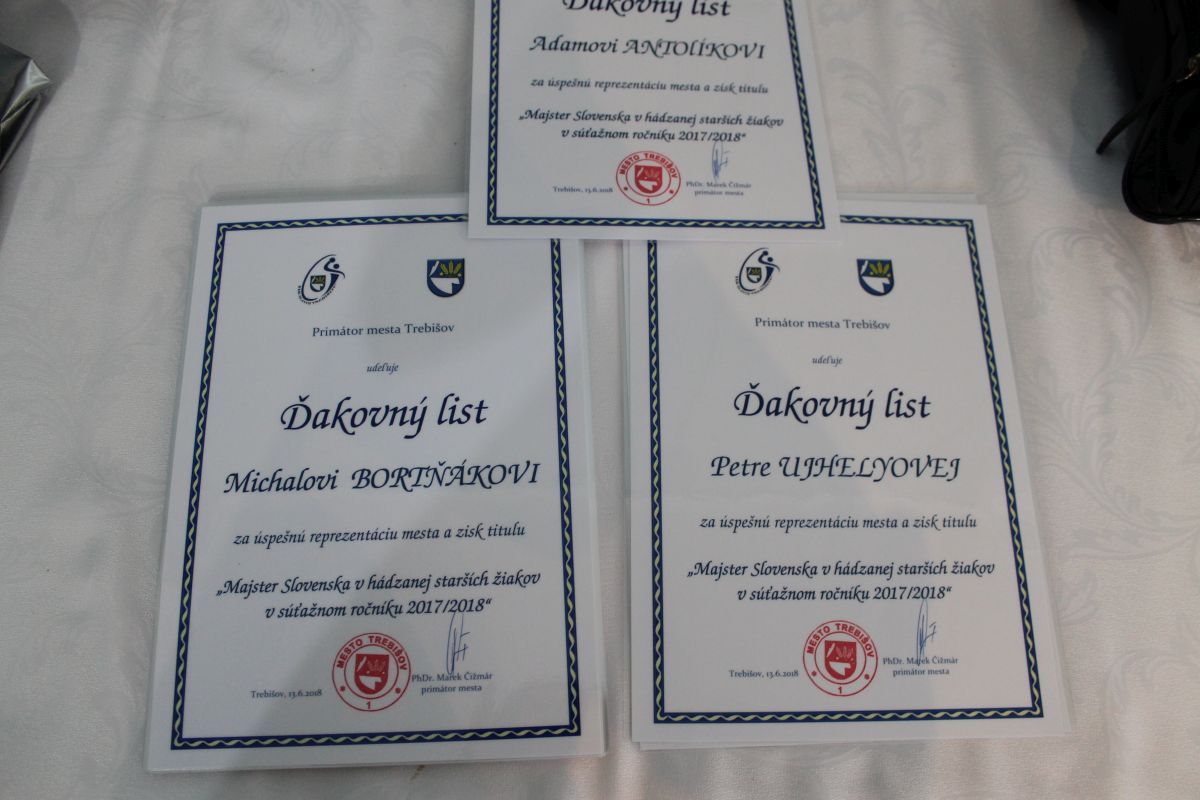 Ďakovný list
Adamovi ANTOLÍKOVI
za úspešnú reprezentáciu mesta a zisk titulu
„Majster Slovenska v hádzanej starších žiakov
v súťažnom ročníku 2017/2018“
MESTO TREBIŠOV
1
Trebišov, 13.6.2018
PhDr. Marek Čižmár
primátor mesta
Primátor mesta Trebišov
udeľuje
Ďakovný list
Michalovi BORTŇÁKOVI
za úspešnú reprezentáciu mesta a zisk titulu
„Majster Slovenska v hádzanej starších žiakov
v súťažnom ročníku 2017/2018“
MESTO TREBIŠOV
1
Trebišov, 13.6.2018
PhDr. Marek Čižmár
primátor mesta
Primátor mesta Trebišov
udeľuje
Ďakovný list
Petre UJHELYOVEJ
za úspešnú reprezentáciu mesta a zisk titulu
„Majster Slovenska v hádzanej starších žiakov
v súťažnom ročníku 2017/2018“
MESTO TREBIŠOV
1
Trebišov, 13.6.2018
PhDr. Marek Čižmár
primátor mesta